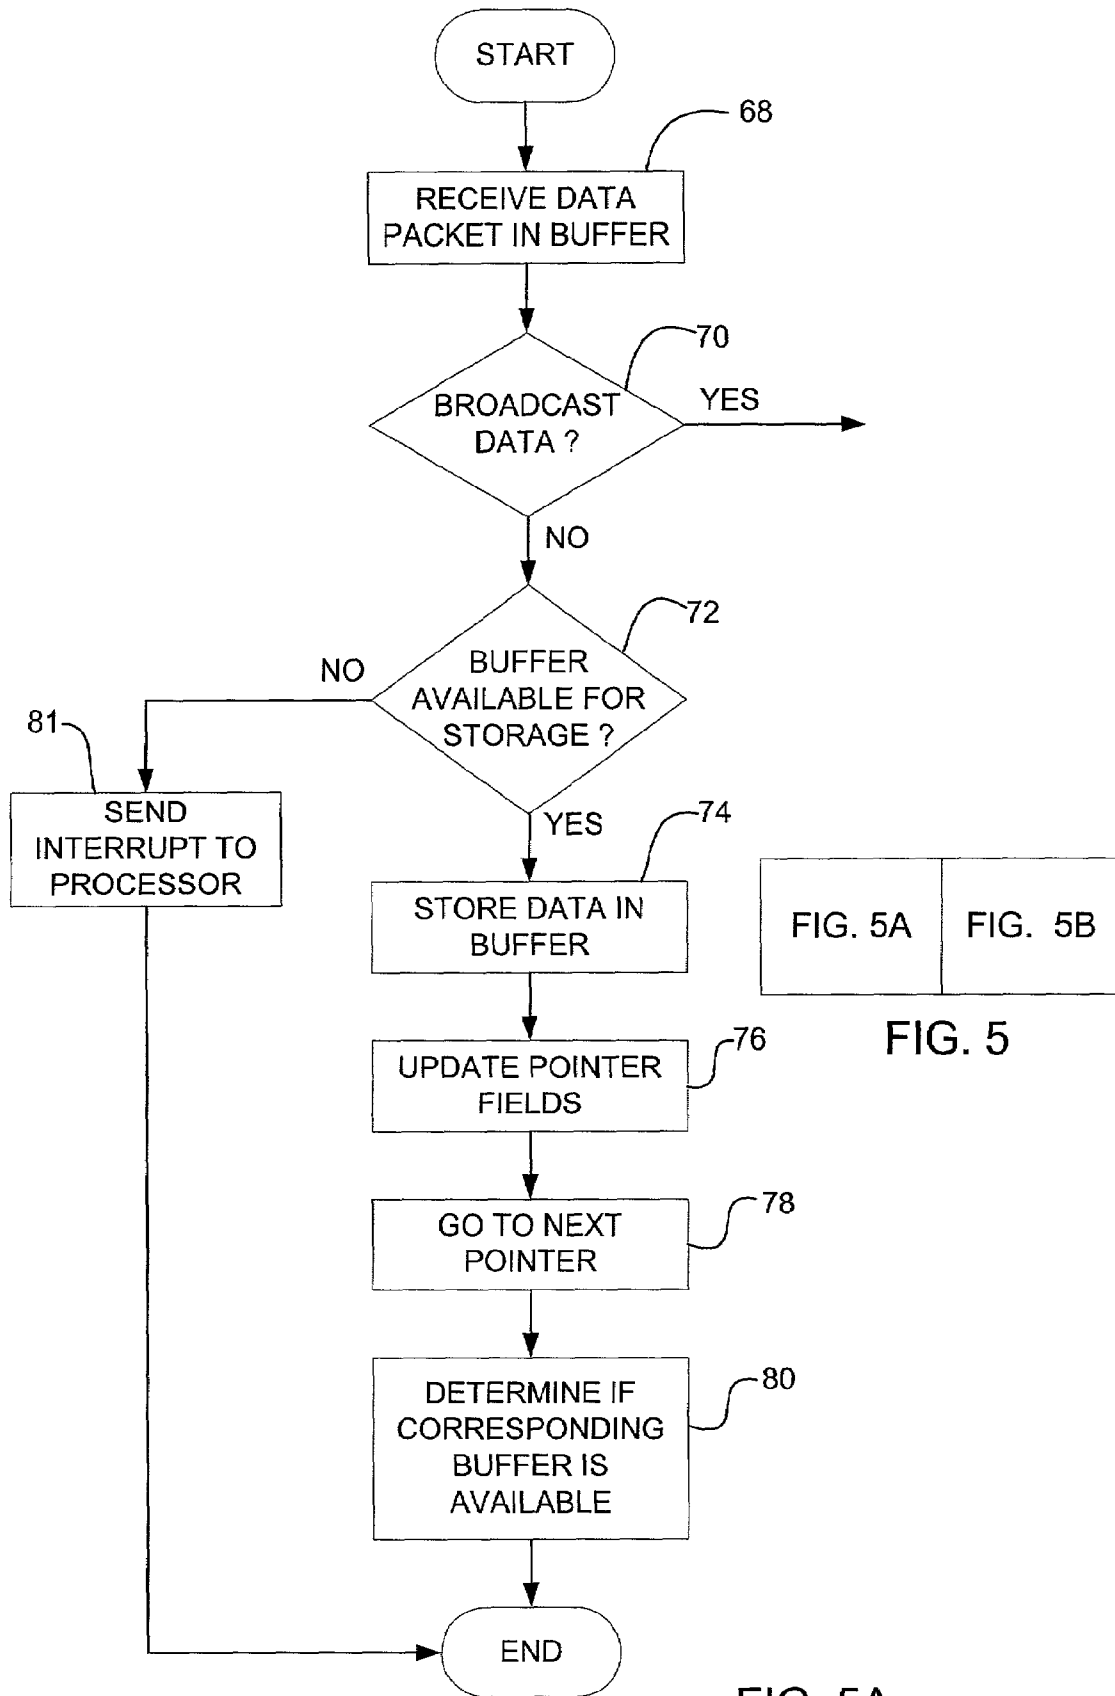 START
68
RECEIVE DATA
PACKET IN BUFFER
70
BROADCAST
DATA ?
YES
NO
72
BUFFER
AVAILABLE FOR
STORAGE ?
NO
81
SEND
INTERRUPT TO
PROCESSOR
YES
74
STORE DATA IN
BUFFER
FIG. 5A
FIG. 5B
FIG. 5
76
UPDATE POINTER
FIELDS
78
GO TO NEXT
POINTER
80
DETERMINE IF
CORRESPONDING
BUFFER IS
AVAILABLE
END
FIG. 5A